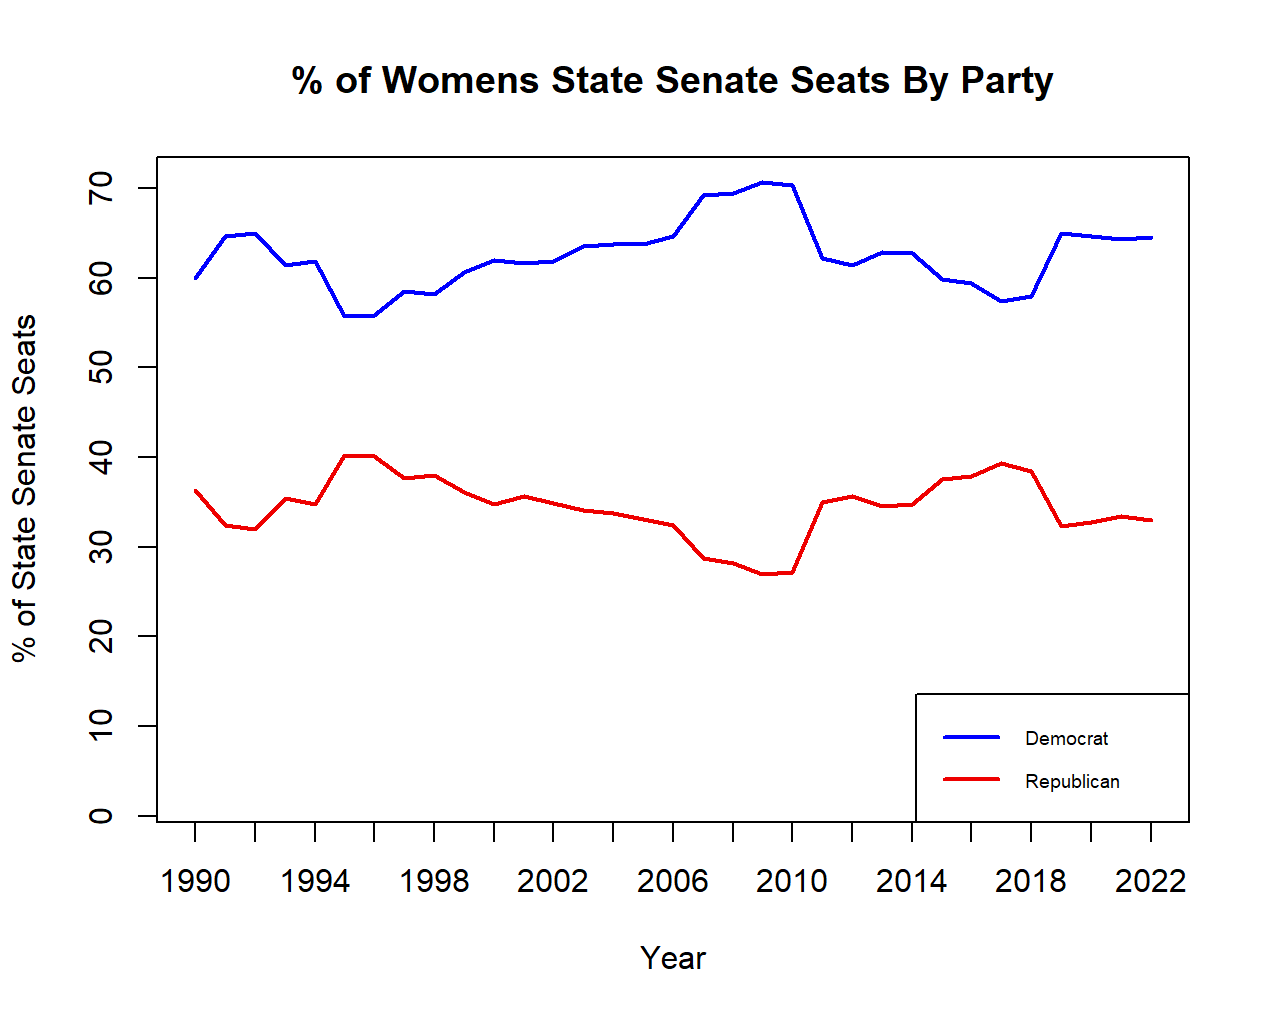 % of Womens State Senate Seats By Party
% of State Senate Seats
70
60
50
40
30
20
10
0
Democrat
Republican
1990 1994 1998 2002 2006 2010 2014 2018 2022
Year